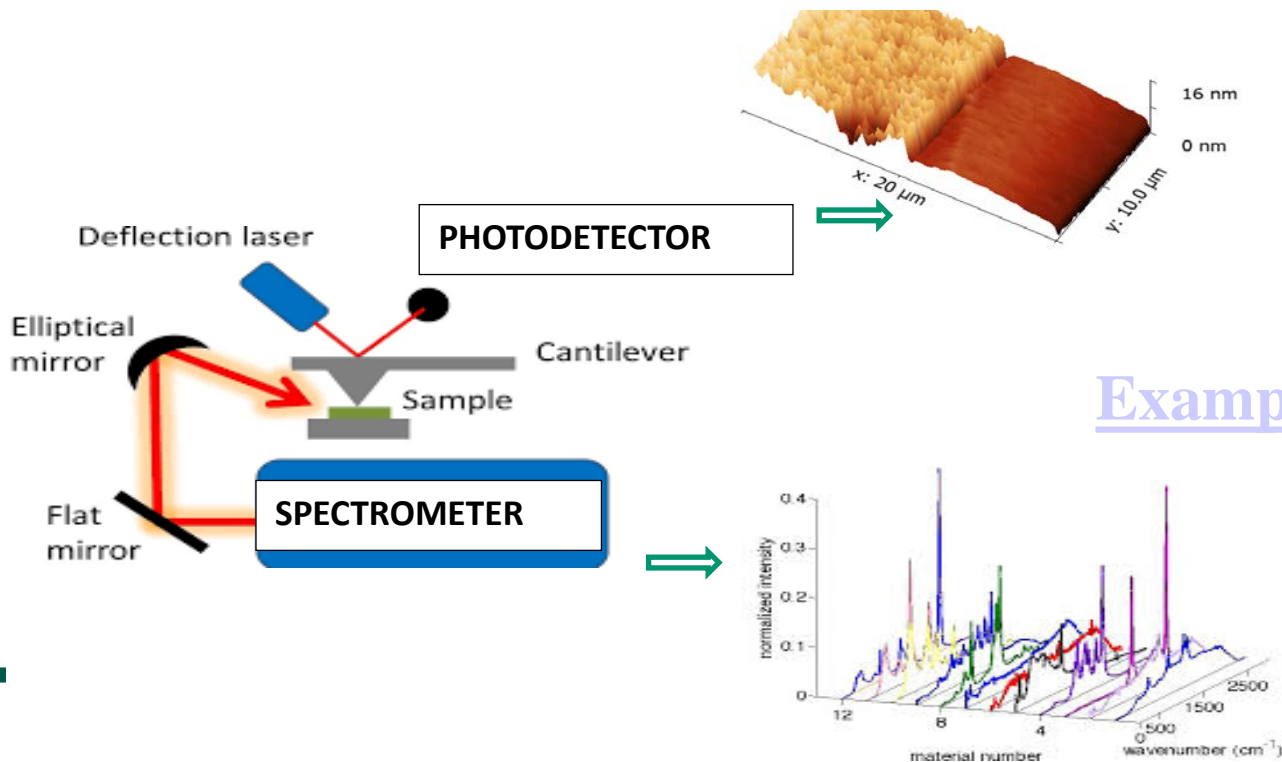 16 nm
0 nm
x: 20 µm
y: 10.0 µm
PHOTODETECTOR
Deflection laser
Elliptical
mirror
Cantilever
Sample
Examp
Flat
mirror
SPECTROMETER
normalized intensity
0.4
0.3
0.2
0.1
0
12
8
4
0
500
1500
2500
material number
wavenumber (cm⁻¹)